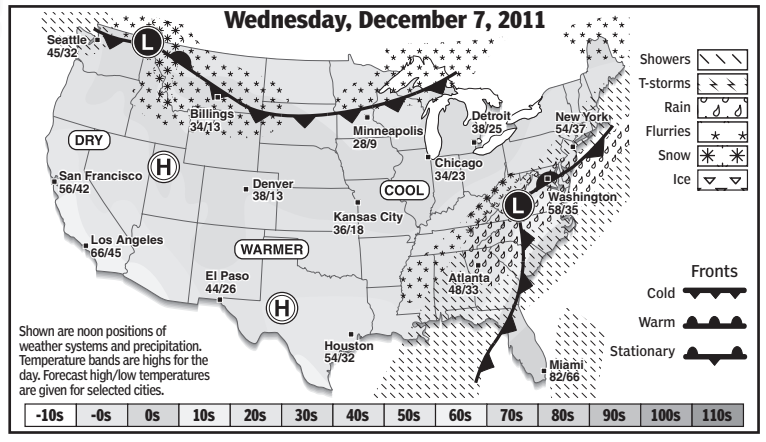 Wednesday, December 7, 2011
Seattle
45/32
L
Billings
34/13
Minneapolis
28/9
Detroit
38/25
New York
54/37
DRY
H
San Francisco
56/42
Denver
38/13
Chicago
34/23
COOL
Kansas City
36/18
L
Washington
58/35
Los Angeles
66/45
WARMER
El Paso
44/26
H
Atlanta
48/33
Houston
54/32
Miami
82/66
Showers
T-storms
Rain
Flurries
Snow
Ice
Fronts
Cold
Warm
Stationary
Shown are noon positions of
weather systems and precipitation.
Temperature bands are highs for the
day. Forecast high/low temperatures
are given for selected cities.
-10s -0s 0s 10s 20s 30s 40s 50s 60s 70s 80s 90s 100s 110s